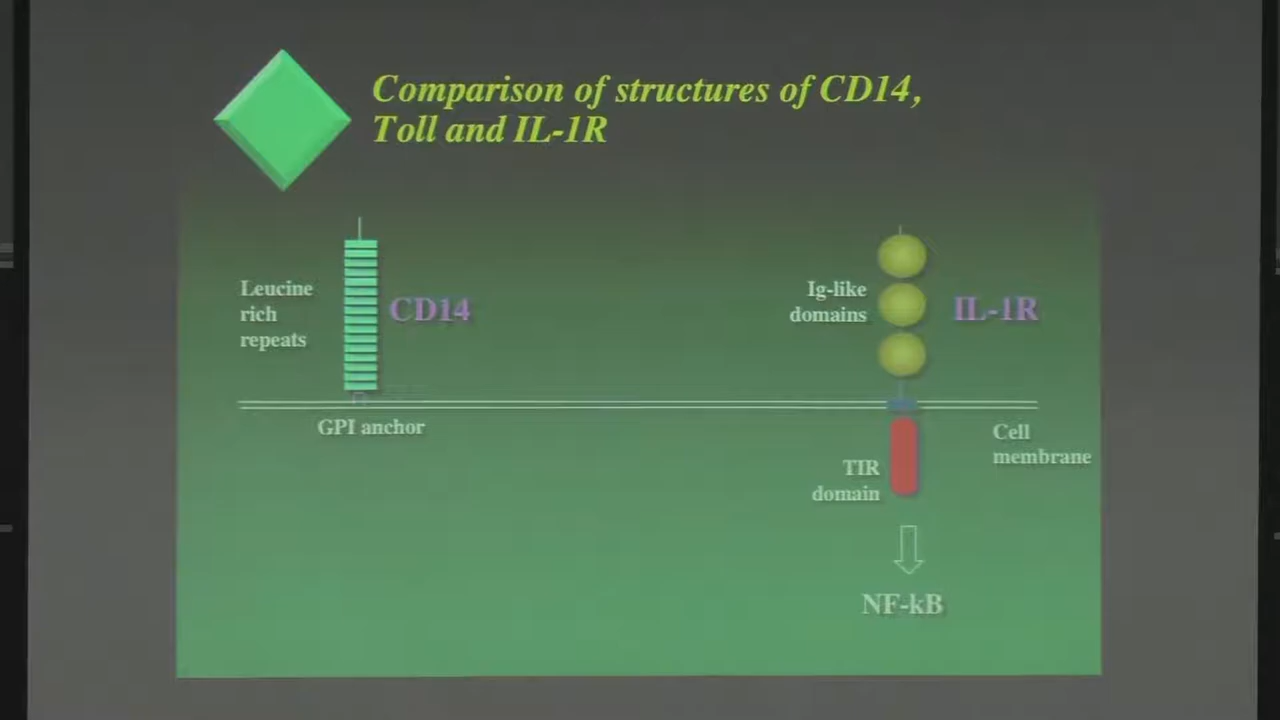 Comparison of structures of CD14,
Toll and IL-1R
Leucine
rich
repeats
CD14
Ig-like
domains
IL-1R
GPI anchor
Cell
membrane
TIR
domain
NF-kB